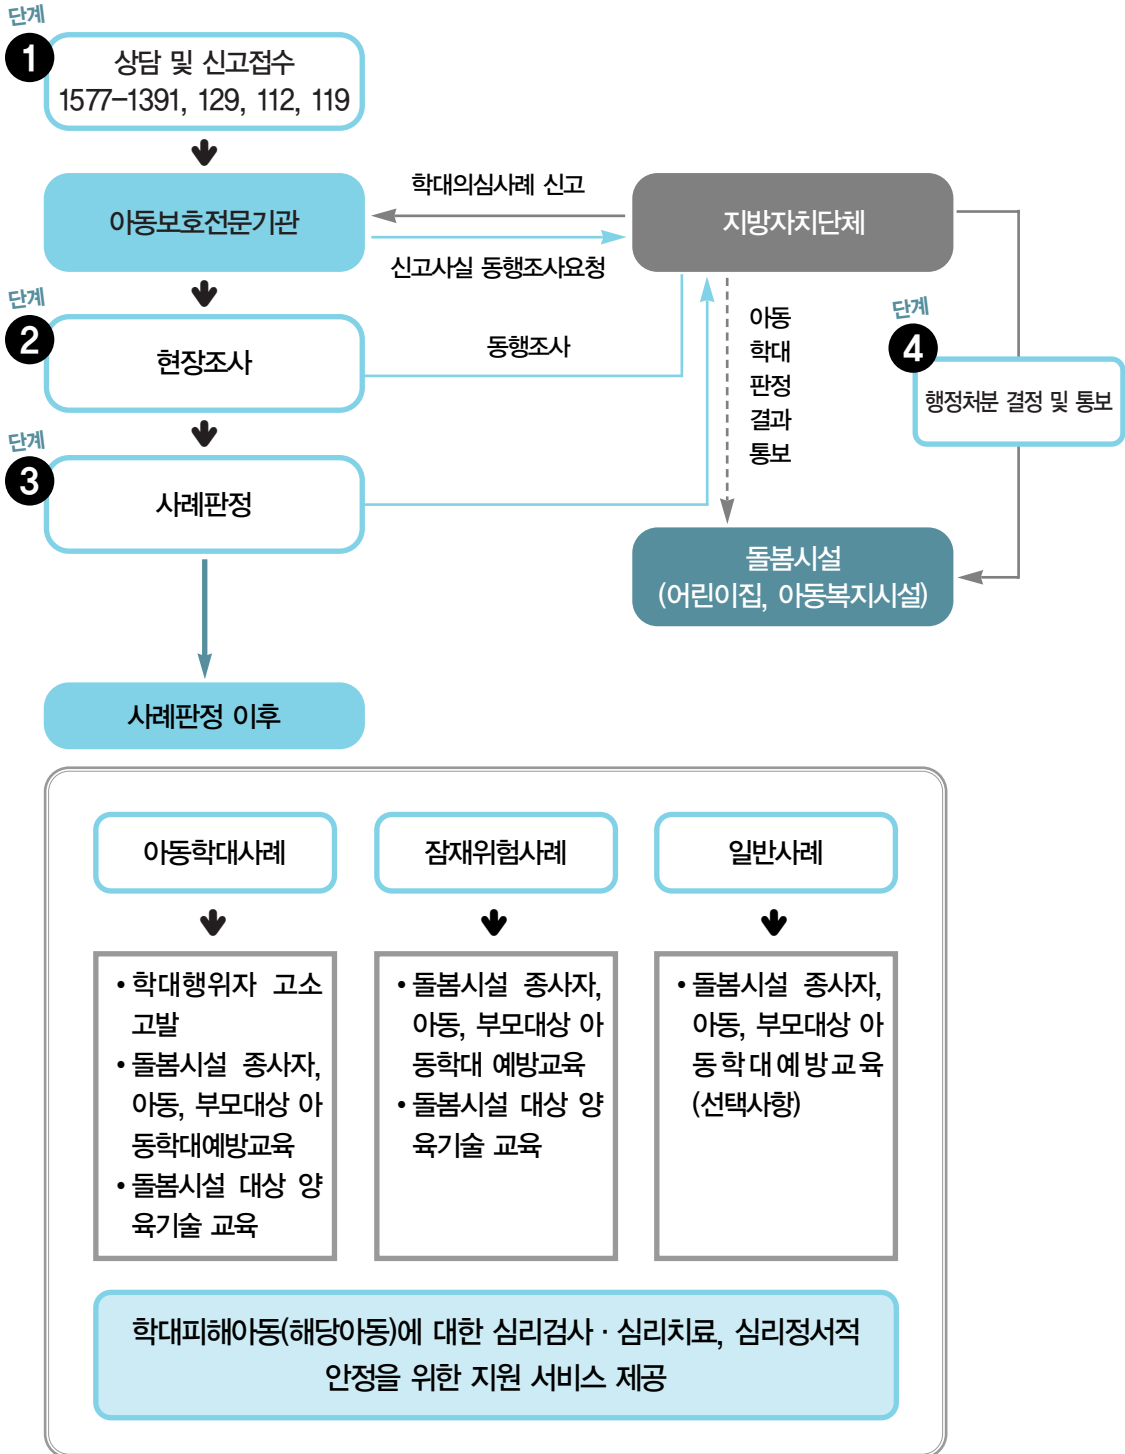 단계
1
상담 및 신고접수
1577-1391, 129, 112, 119
아동보호전문기관
학대의심사례 신고
신고사실 동행조사요청
지방자치단체
단계
2
현장조사
동행조사
아동
학대
판정
결과
통보
단계
4
행정처분 결정 및 통보
단계
3
사례판정
돌봄시설
(어린이집, 아동복지시설)
사례판정 이후
아동학대사례
• 학대행위자 고소
고발
• 돌봄시설 종사자,
아동, 부모대상 아
동학대예방교육
• 돌봄시설 대상 양
육기술 교육
잠재위험사례
• 돌봄시설 종사자,
아동, 부모대상 아
동학대 예방교육
• 돌봄시설 대상 양
육기술 교육
일반사례
• 돌봄시설 종사자,
아동, 부모대상 아
동학대예방교육
(선택사항)
학대피해아동(해당아동)에 대한 심리검사 · 심리치료, 심리정서적
안정을 위한 지원 서비스 제공